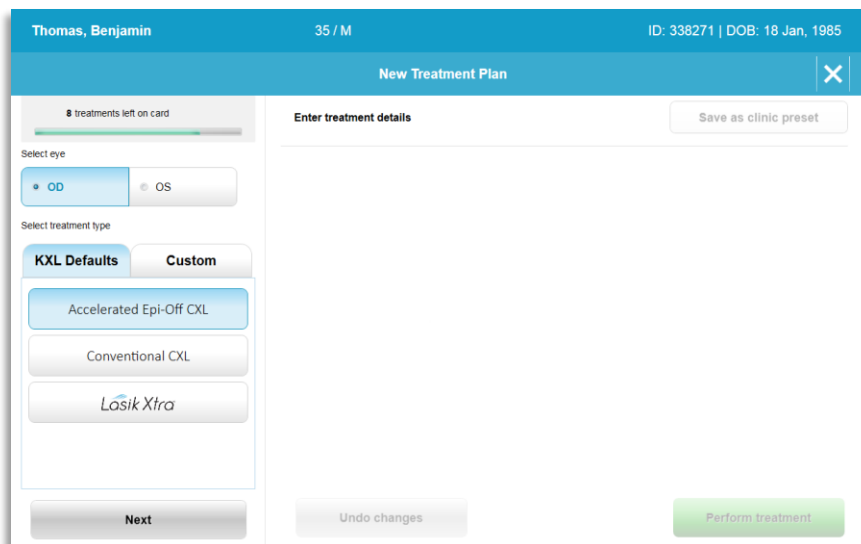 Thomas, Benjamin 35 / M ID: 338271 | DOB: 18 Jan, 1985
New Treatment Plan
8 treatments left on card
Select eye
OD OS
Select treatment type
KXL Defaults Custom
Accelerated Epi-Off CXL
Conventional CXL
Lasik Xtra
Next
Enter treatment details Save as clinic preset
Undo changes Perform treatment